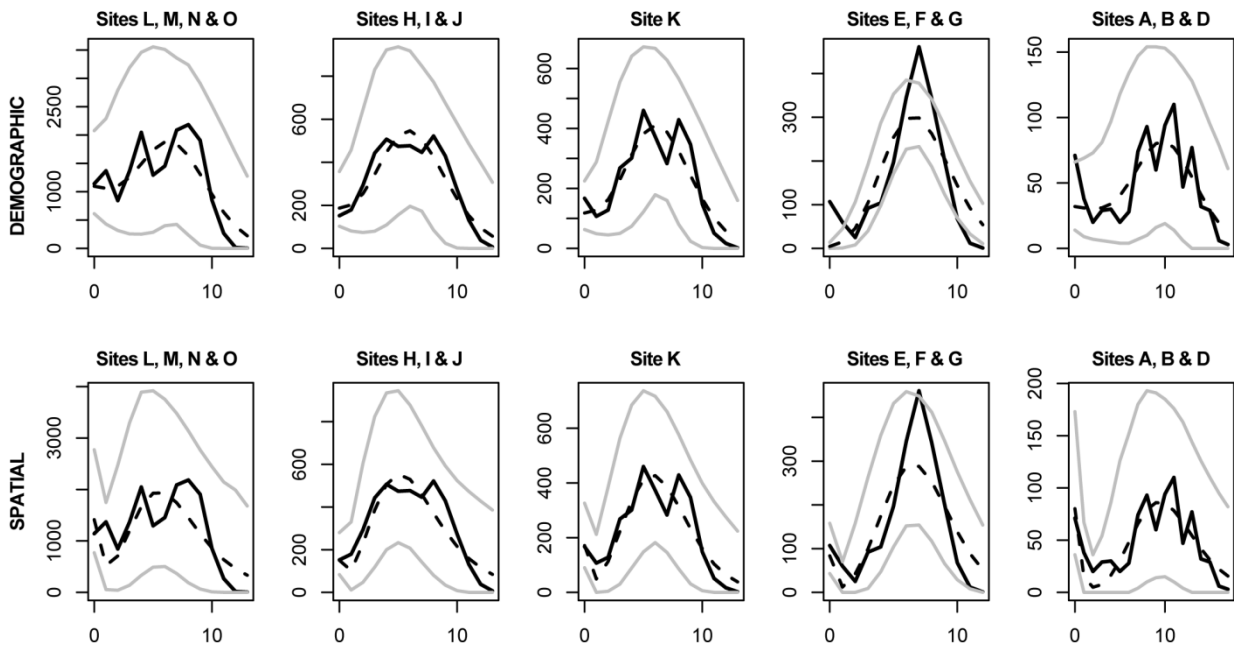 Sites L, M, N & O
Sites H, I & J
Site K
Sites E, F & G
Sites A, B & D
DEMOGRAPHIC
0 1000 2500
0 200 600
0 200 400 600
0 100 300
0 50 100 150
0 10
0 10
0 10
0 10
0 10
Sites L, M, N & O
Sites H, I & J
Site K
Sites E, F & G
Sites A, B & D
SPATIAL
0 1000 3000
0 200 600
0 200 400 600
0 100 300
0 50 100 150 200
0 10
0 10
0 10
0 10
0 10